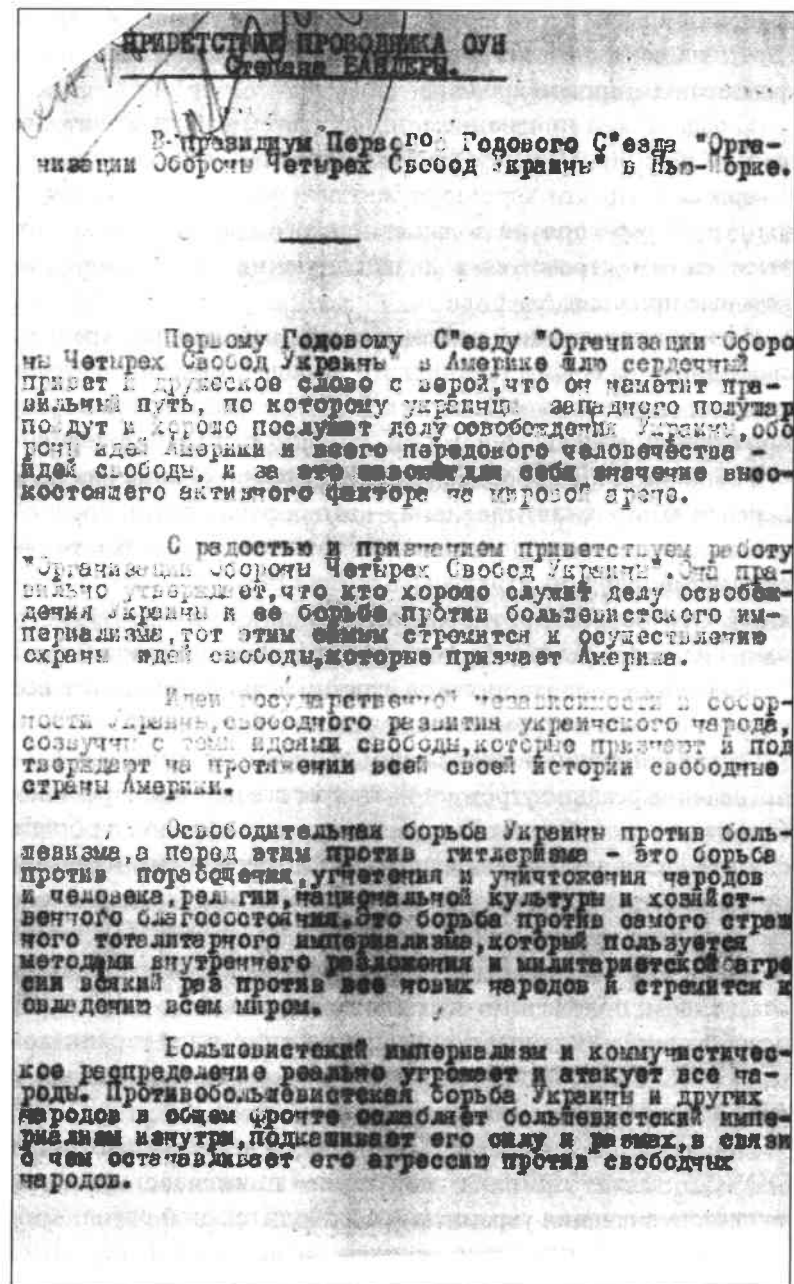 ПРИВЕТСТВИЕ ПРОВОДНИКА ОУН
Степана БАНДЕРЫ.
В президиум Первого Годового С"езда "Орга-
низации Обороны Четырех Свобод Украины" в Нью-Йорке.
Первому Годовому С"езду "Организации Оборо
ны Четырех Свобод Украины" в Америке шлю сердечный
привет и дружеское слово с верой, что он наметит пра-
вильный путь, по которому украинцы западного полушар
пойдут и хорошо послужат делу освобождения Украины, обо
роны идей Америки и всего передового человечества -
идей свободы, и за это завоюют для себя значение высо-
костоящего активного фактора на мировой арене.
С радостью и признанием приветствуем работу
"Организации Обороны Четырех Свобод Украины". Она пра-
вильно утверждает, что кто хорошо служит делу освобож-
дения Украины и ее борьбе против большевистского им-
периализма, тот этим самым стремится к осуществлению
охраны идей свободы, которые признает Америка.
Идеи государственной независимости и собор-
ности Украины, свободного развития украинского народа,
созвучны с теми идеями свободы, которые признают и под
тверждают на протяжении всей своей истории свободные
страны Америки.
Освободительная борьба Украины против боль-
шевизма, а перед этим против гитлеризма - это борьба
против порабощения, угнетения и уничтожения народов
и человека, религии, национальной культуры и хозяйст-
венного благосостояния. Это борьба против самого страш
ного тоталитарного империализма, который пользуется
методами внутреннего разложения и милитаристской агре
сии всякий раз против все новых народов и стремится к
овладению всем миром.
Большевистский империализм и коммунистичес-
кое распределение реально угрожает и атакует все на-
роды. Противобольшевистская борьба Украины и других
народов в общем фронте ослабляет большевистский импе-
риализм изнутри, подкашивает его силу и размах, в связи
с чем останавливает его агрессию против свободных
народов.